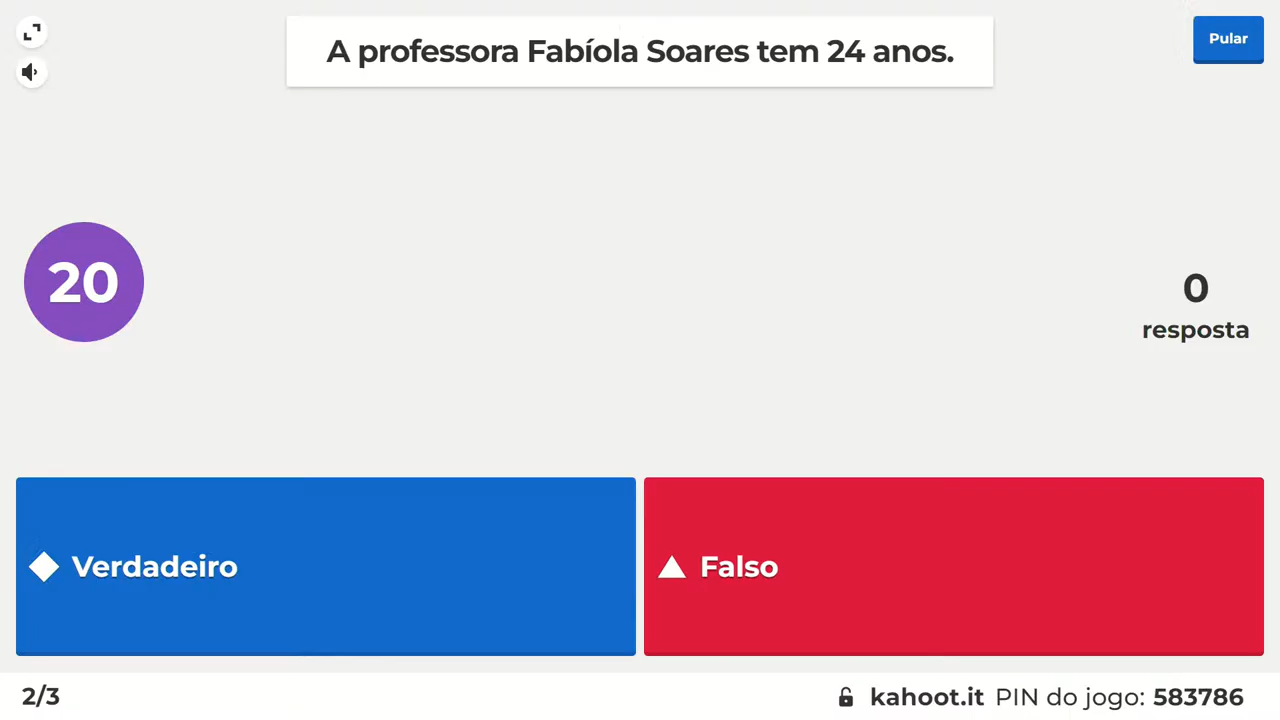 A professora Fabíola Soares tem 24 anos.
Pular
20
0
resposta
Verdadeiro
Falso
2/3
kahoot.it PIN do jogo: 583786